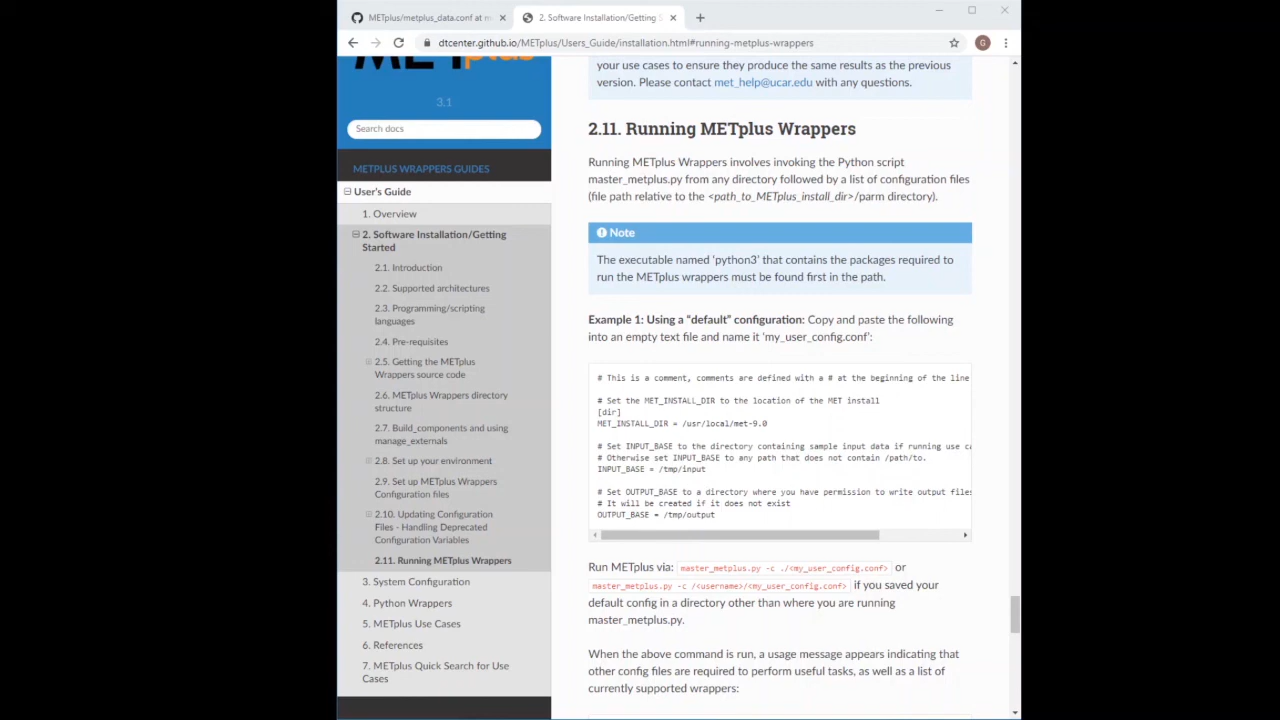 METplus/metplus_data.conf at m
2. Software Installation/Getting S
dtcenter.github.io/METplus/Users_Guide/installation.html#running-metplus-wrappers
G
METplus
3.1
Search docs
METPLUS WRAPPERS GUIDES
User's Guide
1. Overview
2. Software Installation/Getting
Started
2.1. Introduction
2.2. Supported architectures
2.3. Programming/scripting
languages
2.4. Pre-requisites
2.5. Getting the METplus
Wrappers source code
2.6. METplus Wrappers directory
structure
2.7. Build_components and using
manage_externals
2.8. Set up your environment
2.9. Set up METplus Wrappers
Configuration files
2.10. Updating Configuration
Files - Handling Deprecated
Configuration Variables
2.11. Running METplus Wrappers
3. System Configuration
4. Python Wrappers
5. METplus Use Cases
6. References
7. METplus Quick Search for Use
Cases
your use cases to ensure they produce the same results as the previous
version. Please contact met_help@ucar.edu with any questions.
2.11. Running METplus Wrappers
Running METplus Wrappers involves invoking the Python script
master_metplus.py from any directory followed by a list of configuration files
(file path relative to the <path_to_METplus_install_dir>/parm directory).
Note
The executable named 'python3' that contains the packages required to
run the METplus wrappers must be found first in the path.
Example 1: Using a "default" configuration: Copy and paste the following
into an empty text file and name it 'my_user_config.conf':
# This is a comment, comments are defined with a # at the beginning of the line
# Set the MET_INSTALL_DIR to the location of the MET install
[dir]
MET_INSTALL_DIR = /usr/local/met-9.0
# Set INPUT_BASE to the directory containing sample input data if running use ca
# Otherwise set INPUT_BASE to any path that does not contain /path/to.
INPUT_BASE = /tmp/input
# Set OUTPUT_BASE to a directory where you have permission to write output files
# It will be created if it does not exist
OUTPUT_BASE = /tmp/output
Run METplus via: master_metplus.py -c ./<my_user_config.conf> or
master_metplus.py -c /<username>/<my_user_config.conf> if you saved your
default config in a directory other than where you are running
master_metplus.py.
When the above command is run, a usage message appears indicating that
other config files are required to perform useful tasks, as well as a list of
currently supported wrappers: